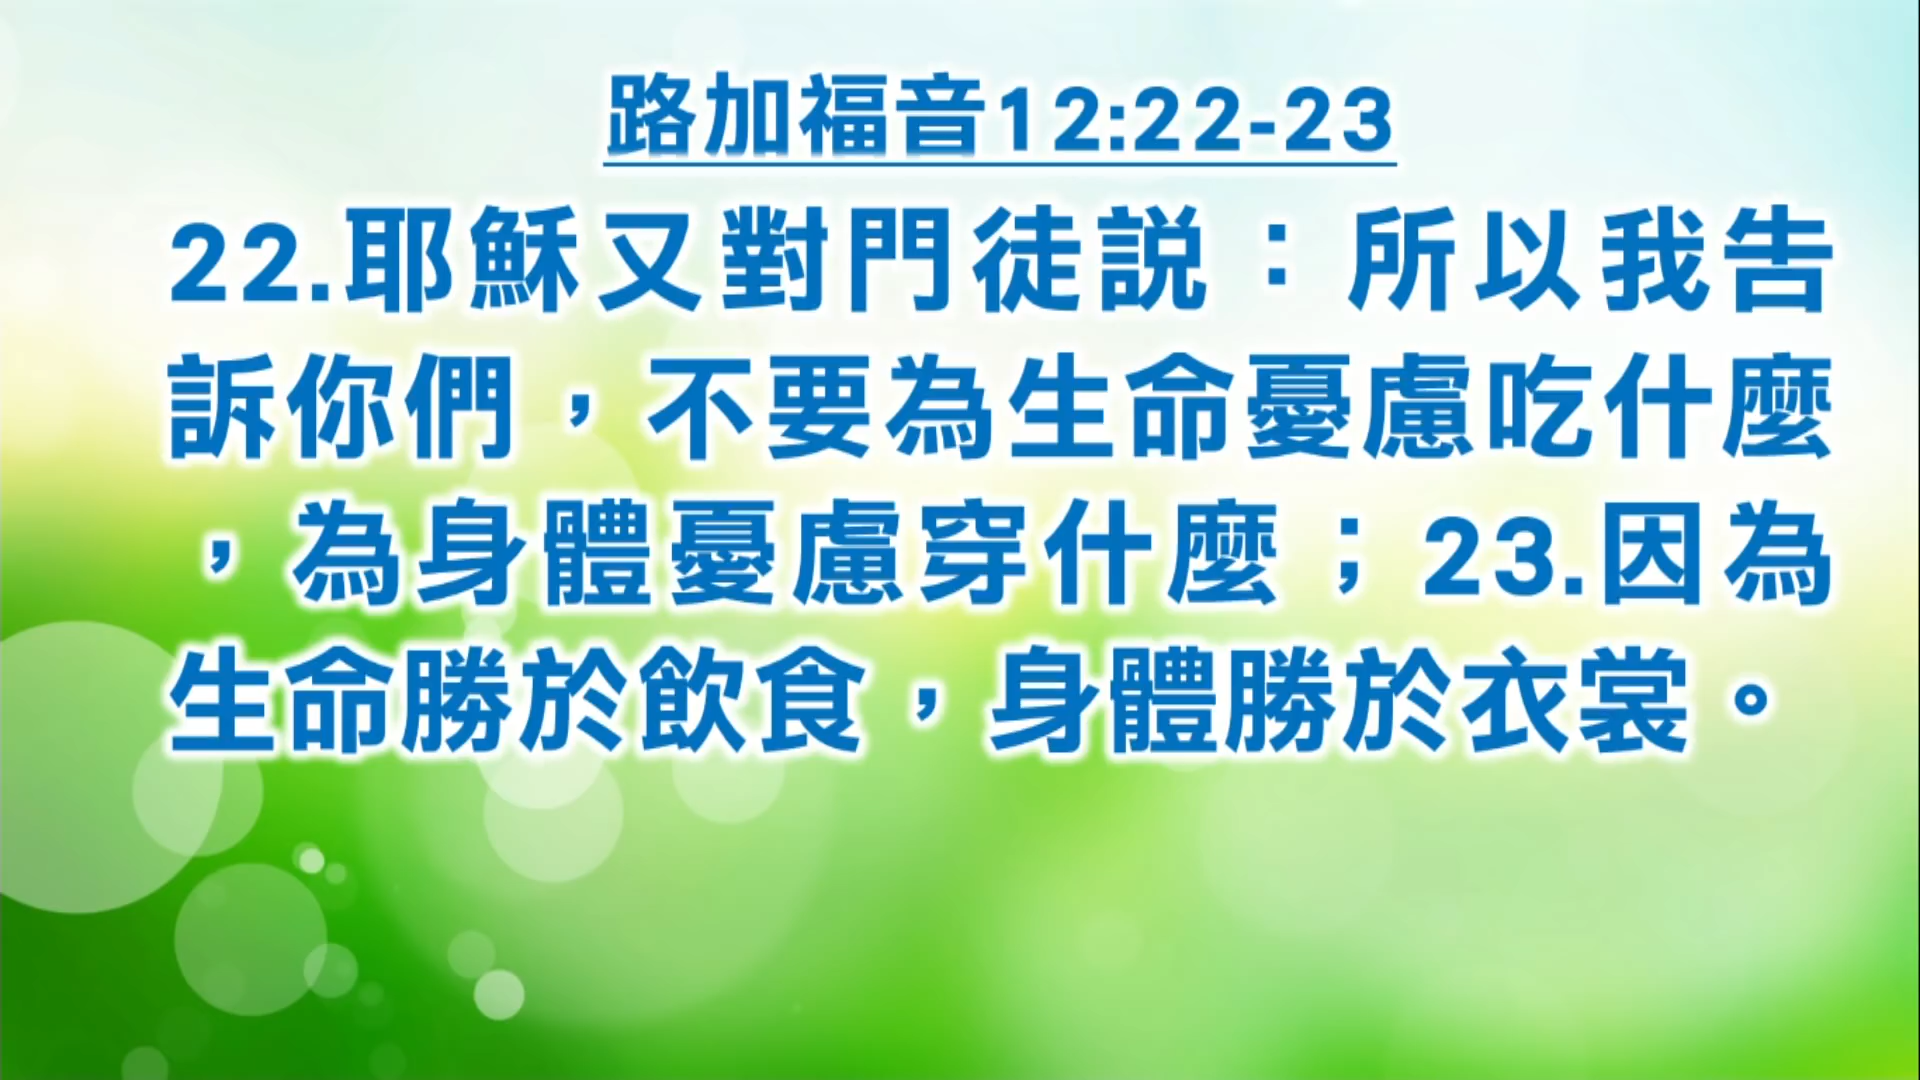 路加福音12:22-23
22.耶穌又對門徒説：所以我告
訴你們，不要為生命憂慮吃什麼
，為身體憂慮穿什麼；23.因為
生命勝於飲食，身體勝於衣裳。